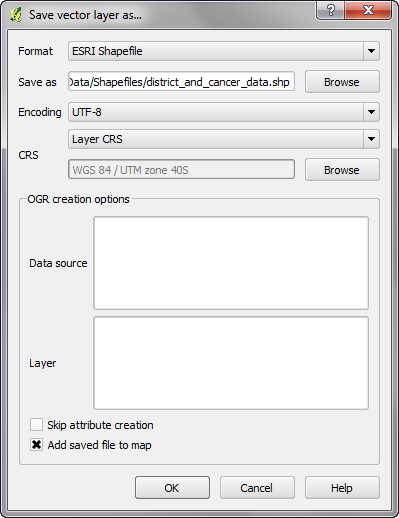 Save vector layer as...
Format ESRI Shapefile
Save as Data/Shapefiles/district_and_cancer_data.shp Browse
Encoding UTF-8
Layer CRS
CRS
WGS 84 / UTM zone 40S Browse
OGR creation options
Data source
Layer
Skip attribute creation
Add saved file to map
OK Cancel Help